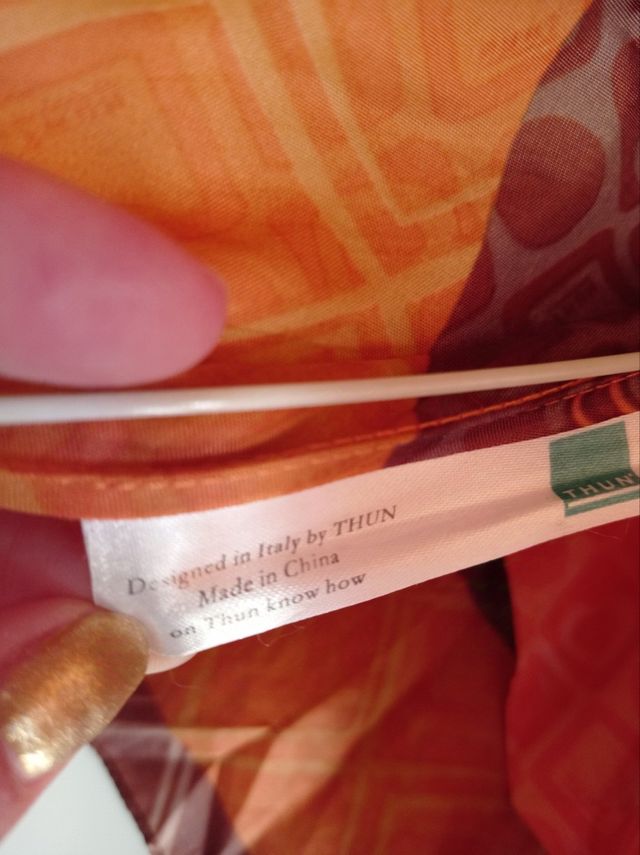 THUN
Designed in Italy by THUN
Made in China
on Thun know how